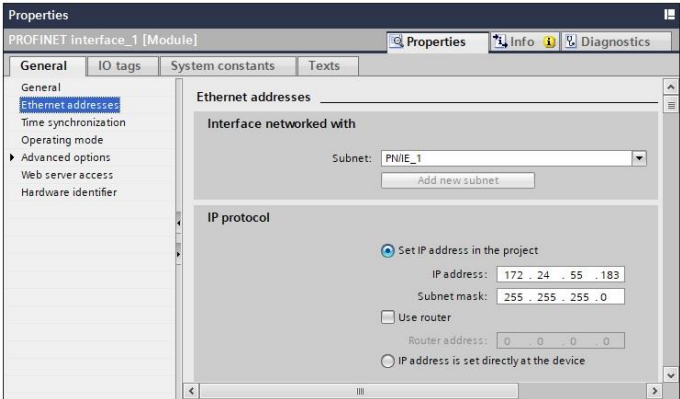 Properties
PROFINET interface_1 [Module]
Properties Info Diagnostics
General IO tags System constants Texts
General
Ethernet addresses
Time synchronization
Operating mode
Advanced options
Web server access
Hardware identifier
Ethernet addresses
Interface networked with
Subnet: PN/IE_1
Add new subnet
IP protocol
Set IP address in the project
IP address: 172 . 24 . 55 . 183
Subnet mask: 255 . 255 . 255 . 0
Use router
Router address: 0 . 0 . 0 . 0
IP address is set directly at the device